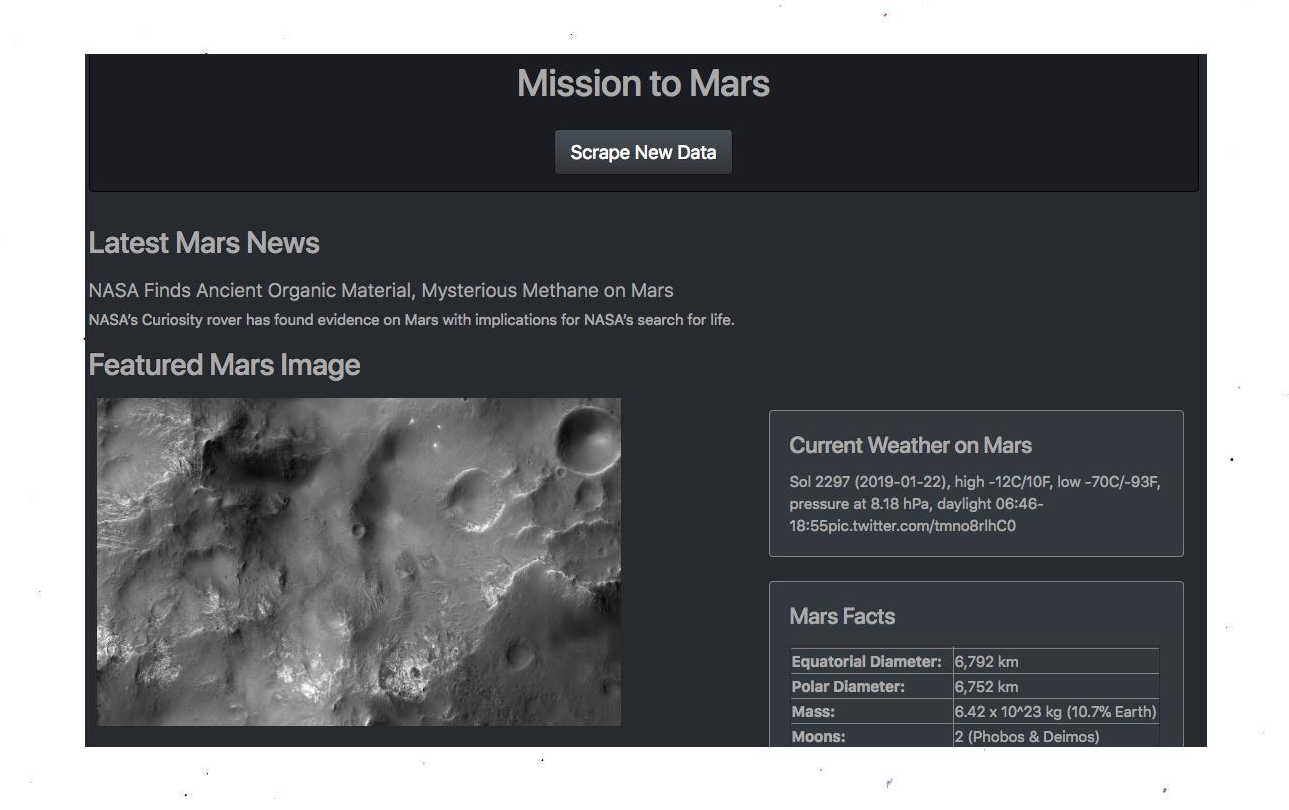 Mission to Mars
Scrape New Data
Latest Mars News
NASA Finds Ancient Organic Material, Mysterious Methane on Mars
NASA's Curiosity rover has found evidence on Mars with implications for NASA's search for life.
Featured Mars Image
Current Weather on Mars
Sol 2297 (2019-01-22), high -12C/10F, low -70C/-93F,
pressure at 8.18 hPa, daylight 06:46-
18:55pic.twitter.com/tmno8rlhC0
Mars Facts
Equatorial Diameter: 6,792 km
Polar Diameter: 6,752 km
Mass: 6.42 x 10^23 kg (10.7% Earth)
Moons: 2 (Phobos & Deimos)